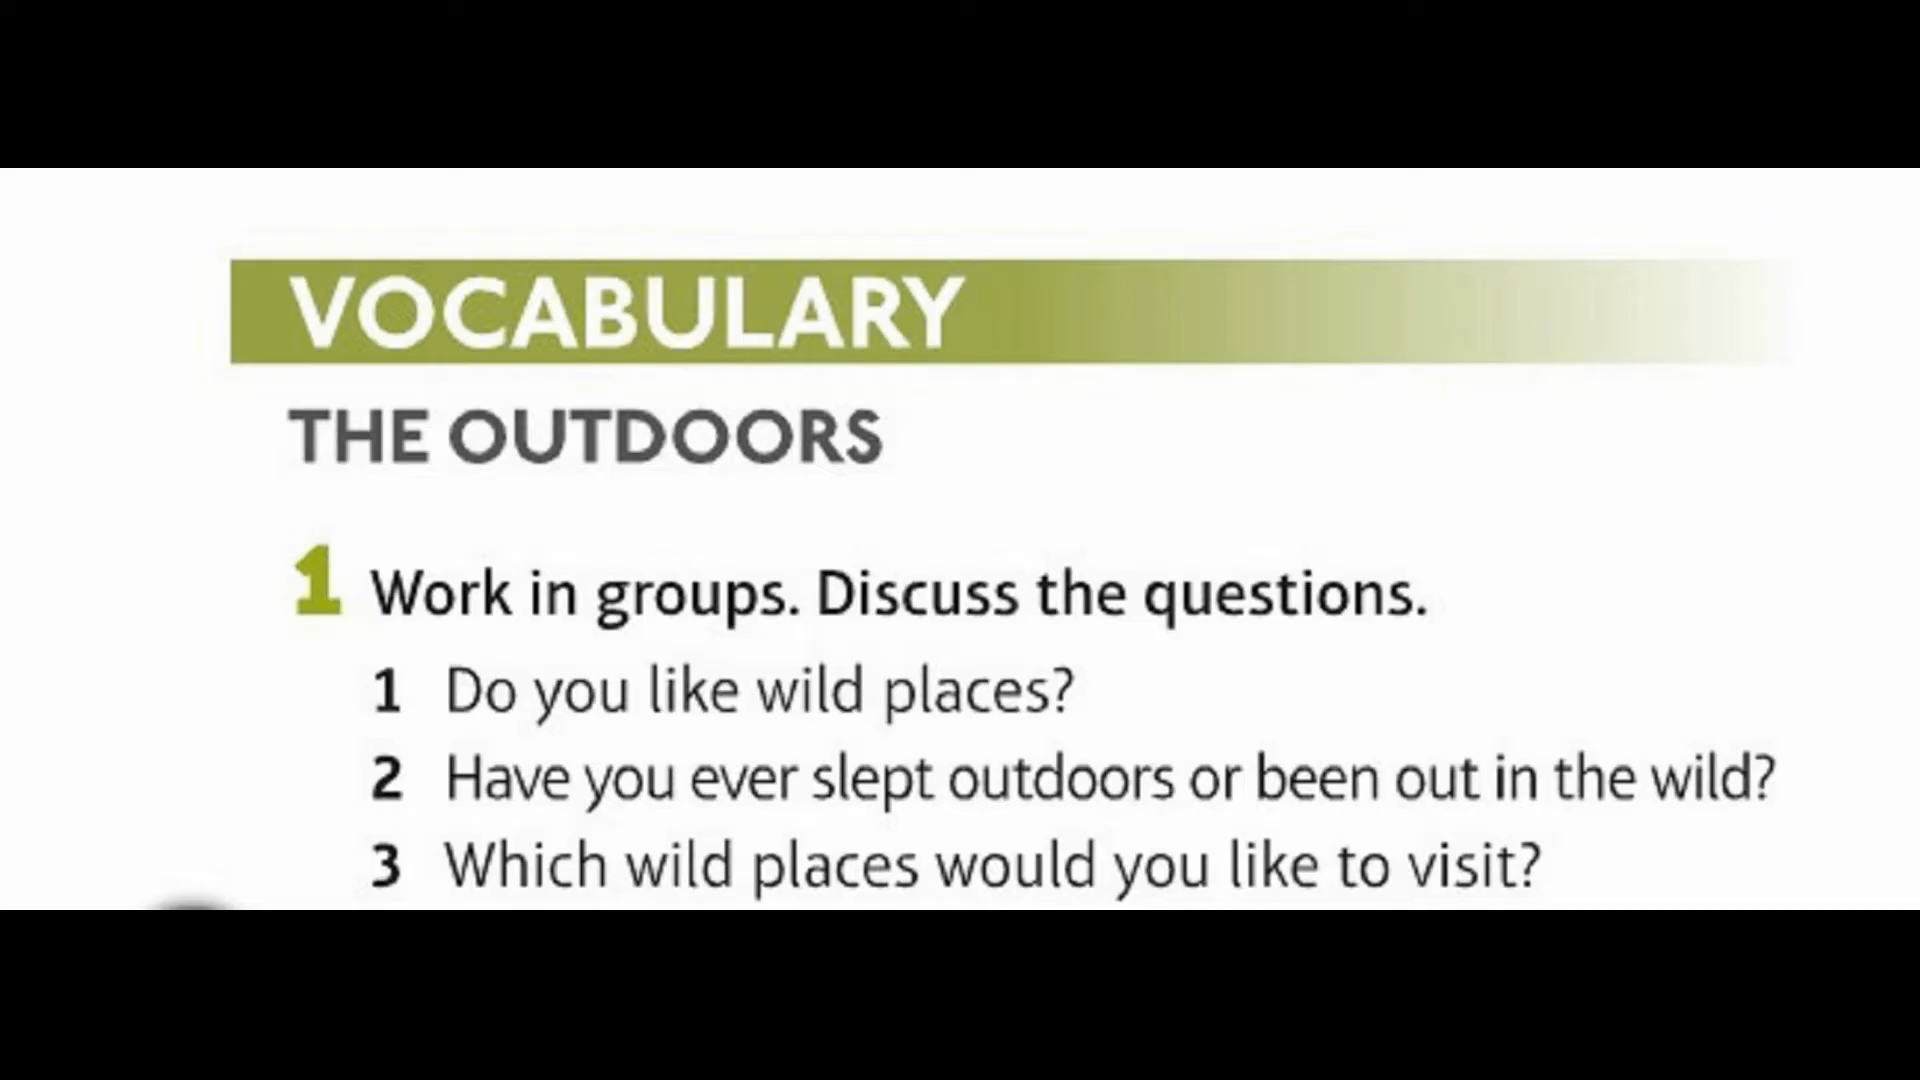 VOCABULARY
THE OUTDOORS
1 Work in groups. Discuss the questions.
1 Do you like wild places?
2 Have you ever slept outdoors or been out in the wild?
3 Which wild places would you like to visit?